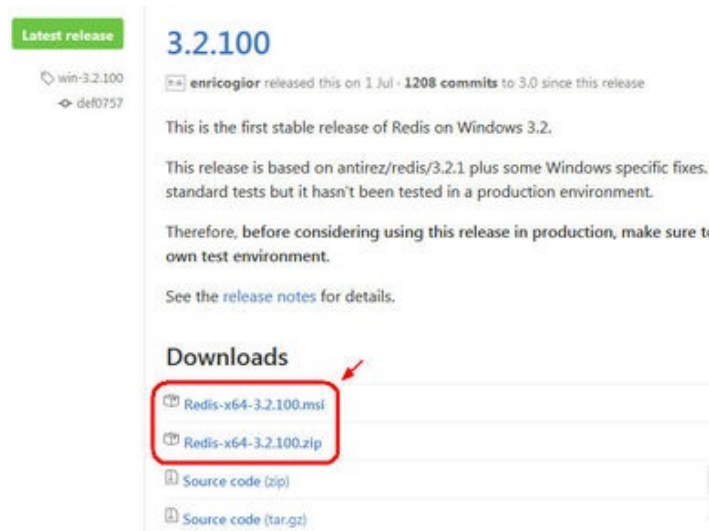 Latest release
3.2.100
win-3.2.100
enricogior released this on 1 Jul · 1208 commits to 3.0 since this release
def0757
This is the first stable release of Redis on Windows 3.2.
This release is based on antirez/redis/3.2.1 plus some Windows specific fixes.
standard tests but it hasn't been tested in a production environment.
Therefore, before considering using this release in production, make sure to
own test environment.
See the release notes for details.
Downloads
Redis-x64-3.2.100.msi
Redis-x64-3.2.100.zip
Source code (zip)
Source code (tar.gz)